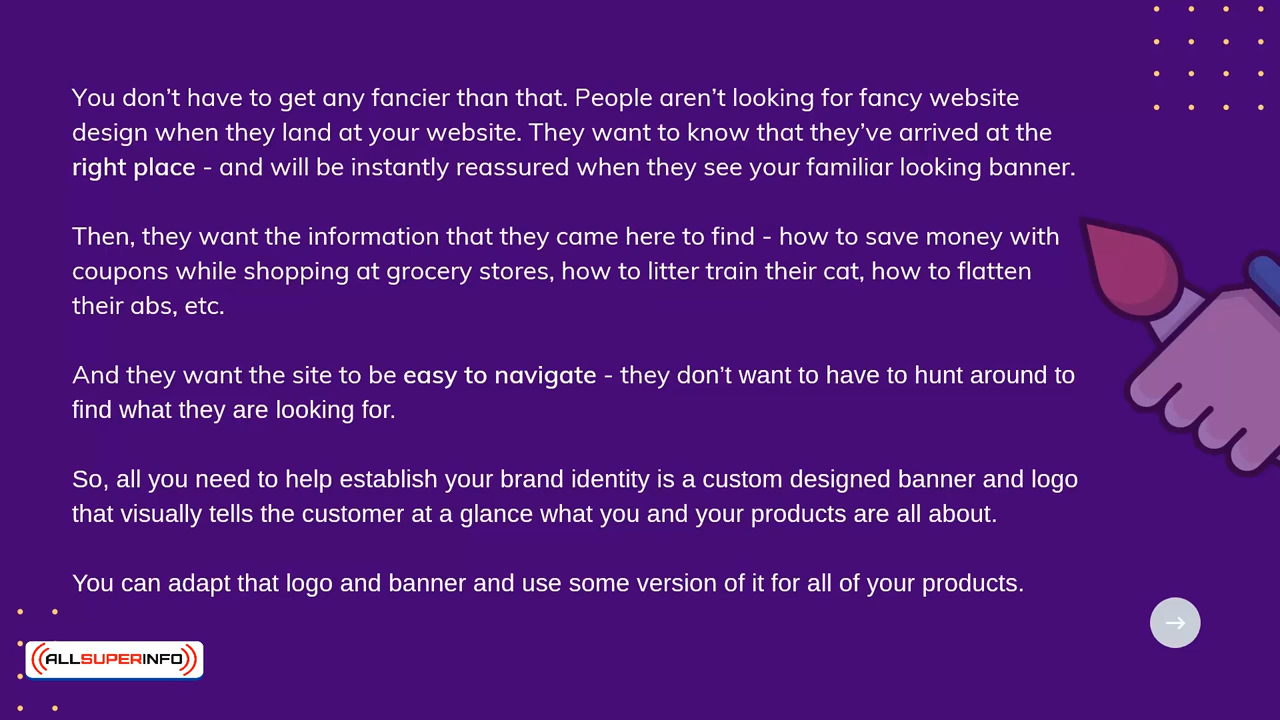 You don’t have to get any fancier than that. People aren’t looking for fancy website
design when they land at your website. They want to know that they’ve arrived at the
right place - and will be instantly reassured when they see your familiar looking banner.
Then, they want the information that they came here to find - how to save money with
coupons while shopping at grocery stores, how to litter train their cat, how to flatten
their abs, etc.
And they want the site to be easy to navigate - they don’t want to have to hunt around to
find what they are looking for.
So, all you need to help establish your brand identity is a custom designed banner and logo
that visually tells the customer at a glance what you and your products are all about.
You can adapt that logo and banner and use some version of it for all of your products.
ALLSUPERINFO